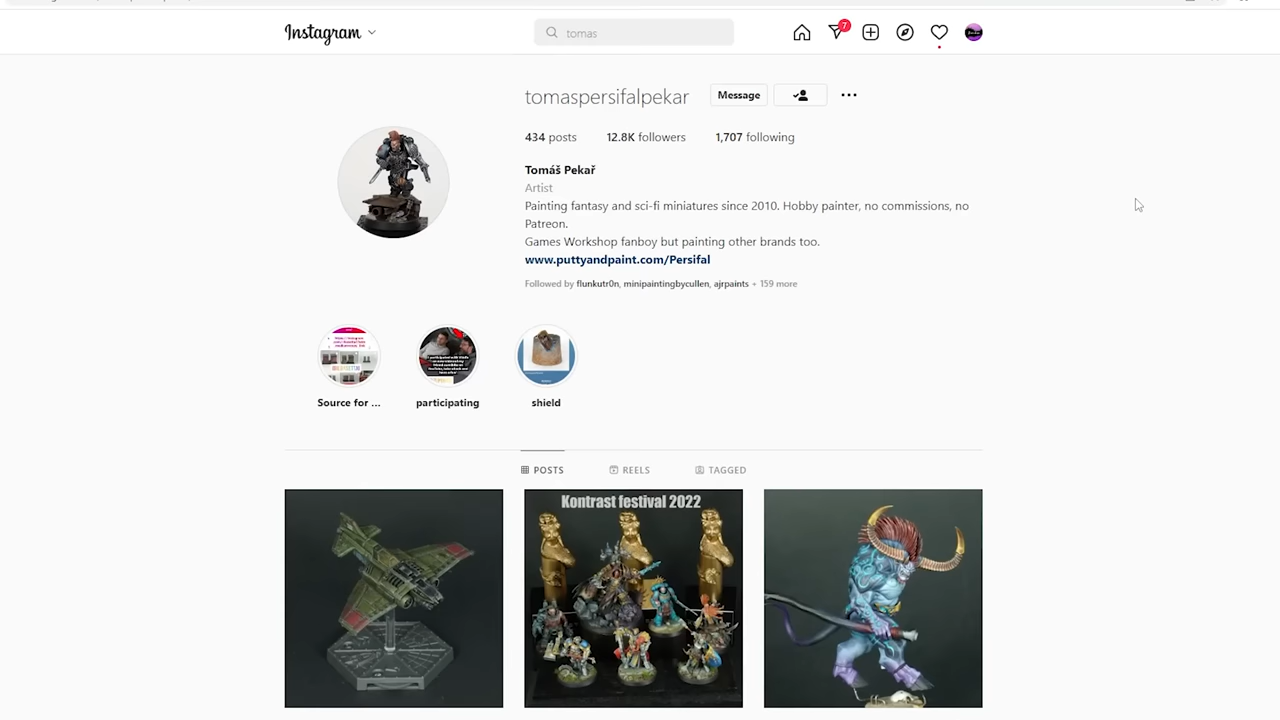 Instagram
tomas
7
tomaspersifalpekar
Message
434 posts 12.8K followers 1,707 following
Tomáš Pekař
Artist
Painting fantasy and sci-fi miniatures since 2010. Hobby painter, no commissions, no
Patreon.
Games Workshop fanboy but painting other brands too.
www.puttyandpaint.com/Persifal
Followed by flunkutr0n, minipaintingbycullen, ajrpaints + 159 more
Source for ...
participating
shield
POSTS
REELS
TAGGED
Kontrast festival 2022